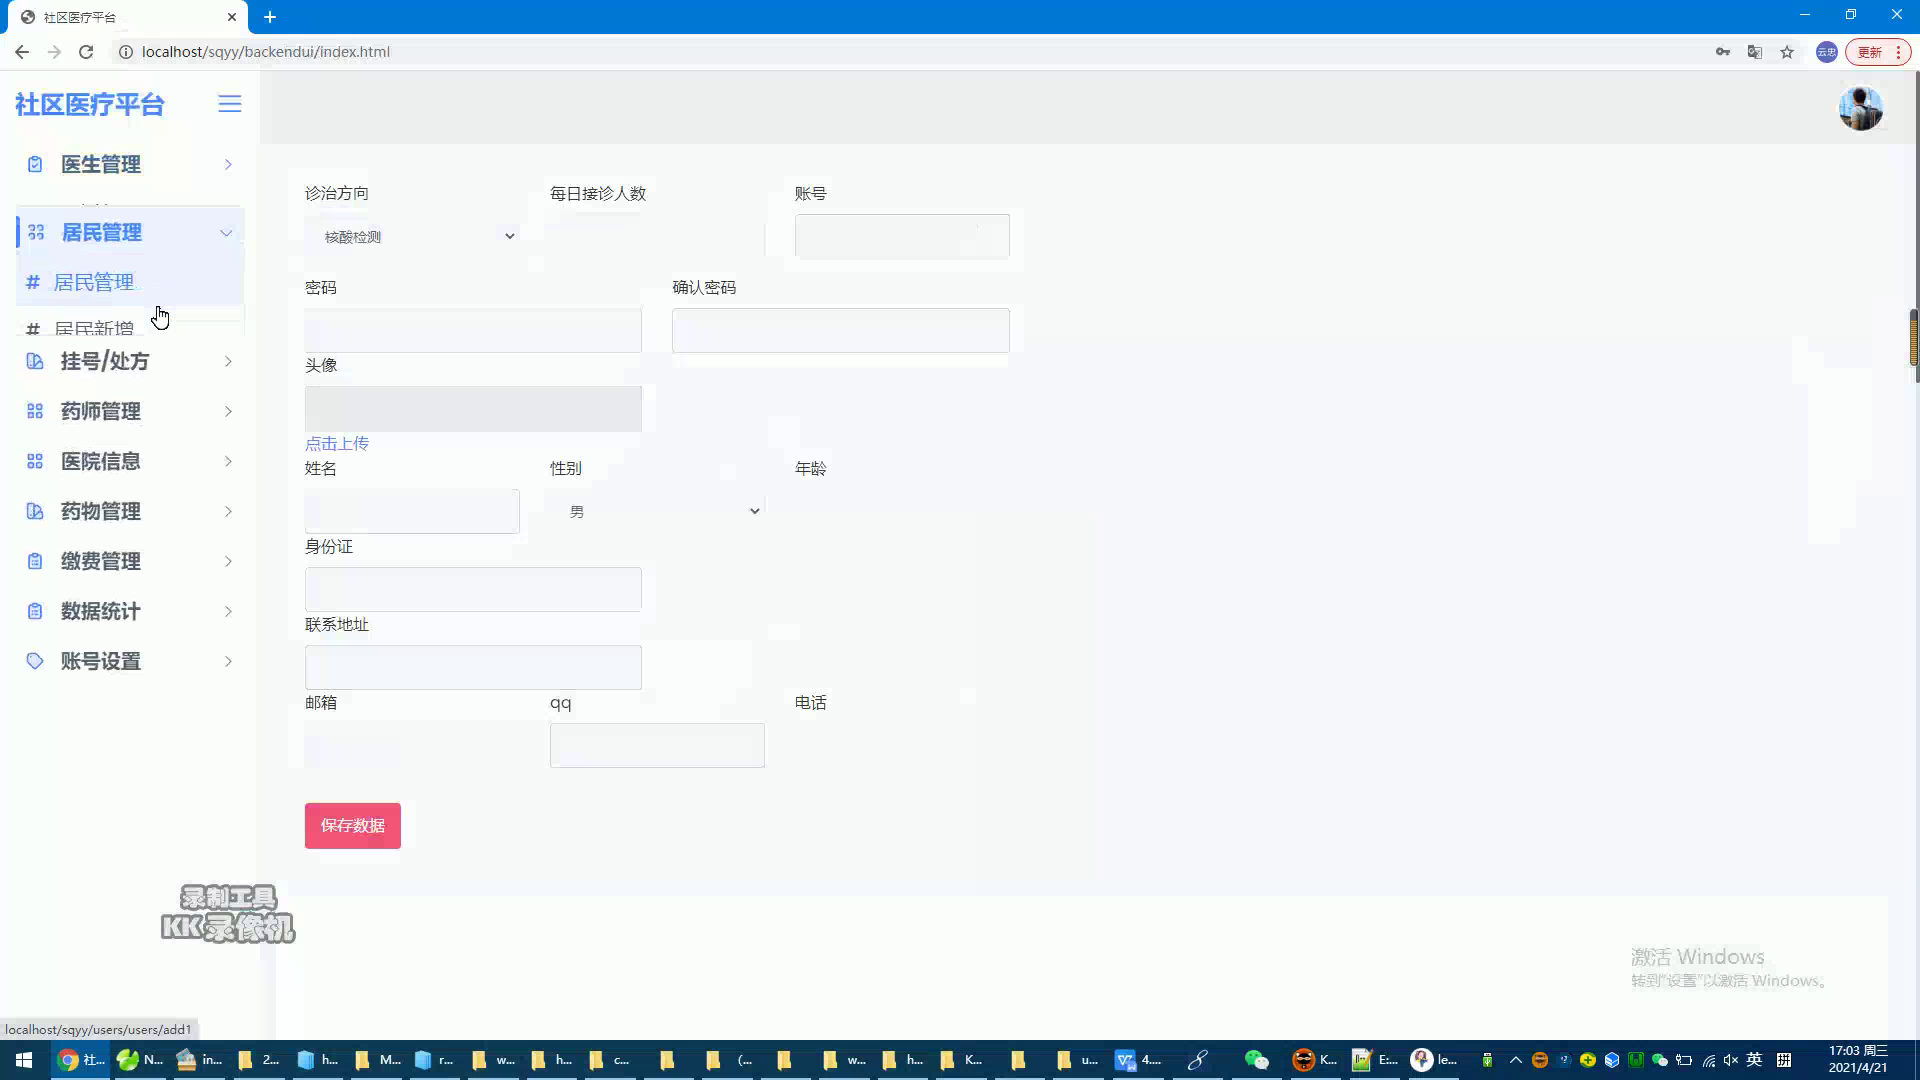 社区医疗平台
localhost/sqyy/backendui/index.html
云忠
更新
社区医疗平台
医生管理
居民管理
# 居民管理
# 居民新增
挂号/处方
药师管理
医院信息
药物管理
缴费管理
数据统计
账号设置
诊治方向 每日接诊人数 账号
核酸检测
密码 确认密码
头像
点击上传
姓名 性别 年龄
男
身份证
联系地址
邮箱 qq 电话
保存数据
录制工具
KK录像机
激活 Windows
转到"设置"以激活 Windows。
localhost/sqyy/users/users/add1
社... N... in... 2... h... M... r... w... h... c... (... w... h... K... u... 4.... K... E:... le... 英
17:03 周三
2021/4/21